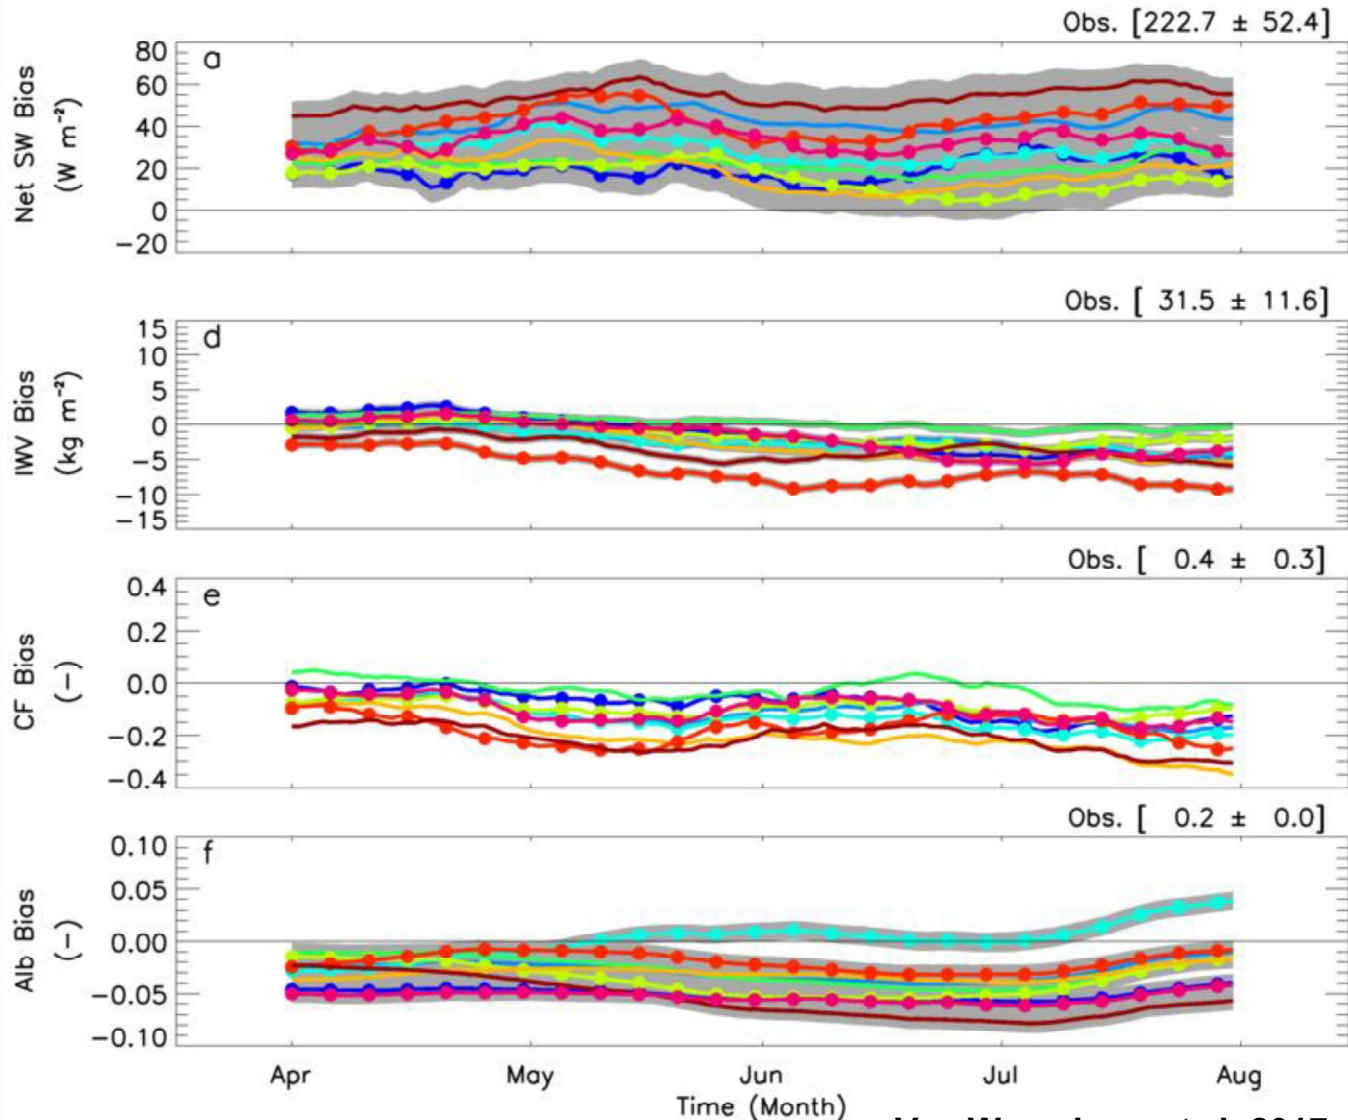 Obs. [222.7 ± 52.4]
a
Net SW Bias
(W m⁻²)
80
60
40
20
0
−20
Obs. [ 31.5 ± 11.6]
d
IWV Bias
(kg m⁻²)
15
10
5
0
−5
−10
−15
Obs. [ 0.4 ± 0.3]
e
CF Bias
(−)
0.4
0.2
0.0
−0.2
−0.4
Obs. [ 0.2 ± 0.0]
f
Alb Bias
(−)
0.10
0.05
0.00
−0.05
−0.10
Apr May Jun Jul Aug
Time (Month)